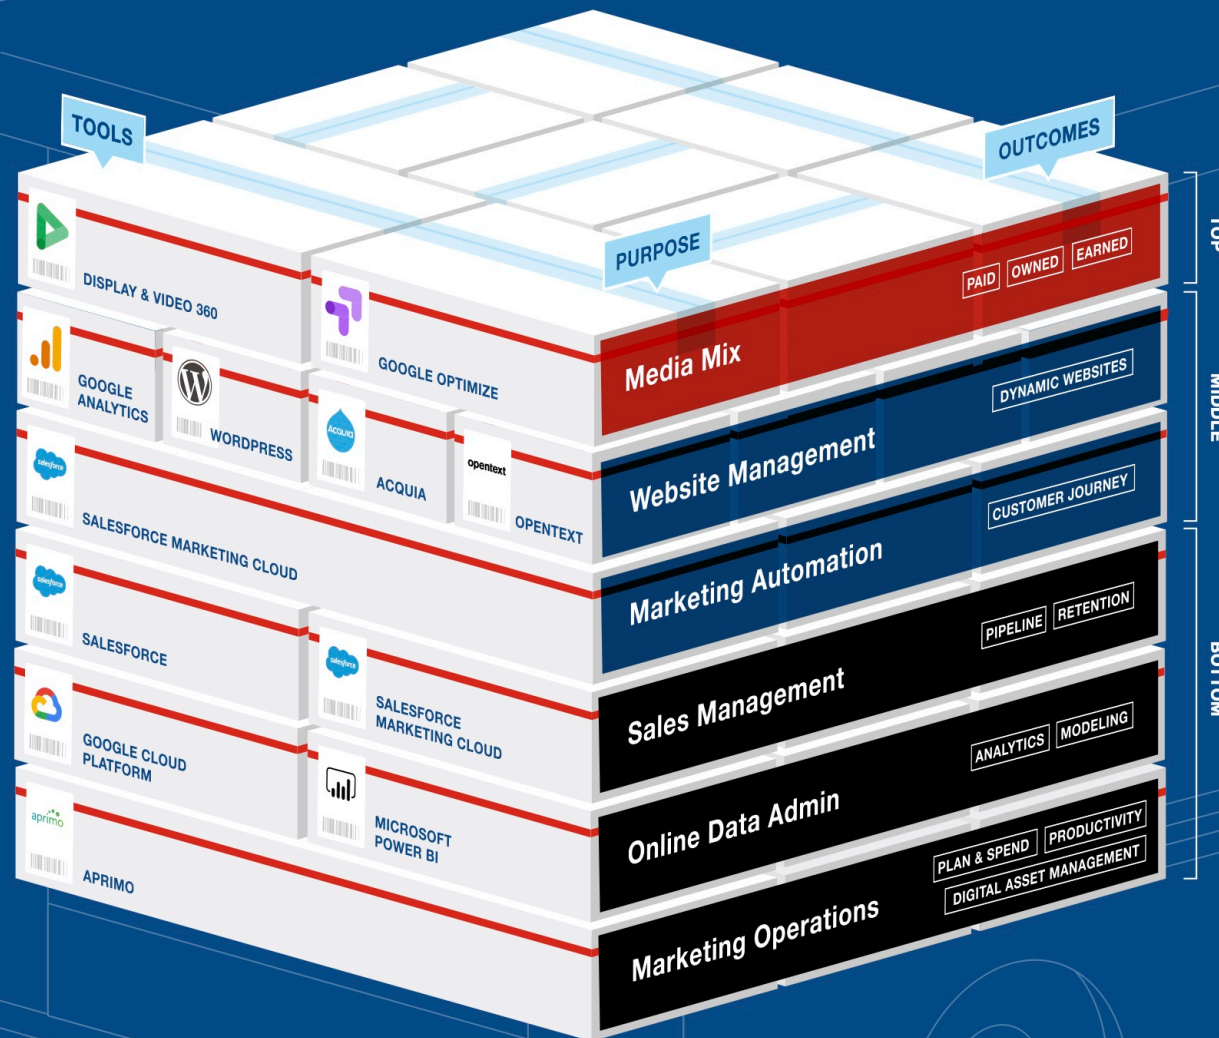 TOOLS
OUTCOMES
PURPOSE
DISPLAY & VIDEO 360
GOOGLE OPTIMIZE
Media Mix
PAID
OWNED
EARNED
TOP
GOOGLE
ANALYTICS
WORDPRESS
Acquia
ACQUIA
opentext
OPENTEXT
Website Management
DYNAMIC WEBSITES
MIDDLE
salesforce
SALESFORCE MARKETING CLOUD
Marketing Automation
CUSTOMER JOURNEY
salesforce
SALESFORCE
salesforce
SALESFORCE
MARKETING CLOUD
Sales Management
PIPELINE
RETENTION
BOTTOM
GOOGLE CLOUD
PLATFORM
MICROSOFT
POWER BI
Online Data Admin
ANALYTICS
MODELING
aprimo
APRIMO
Marketing Operations
PLAN & SPEND
PRODUCTIVITY
DIGITAL ASSET MANAGEMENT